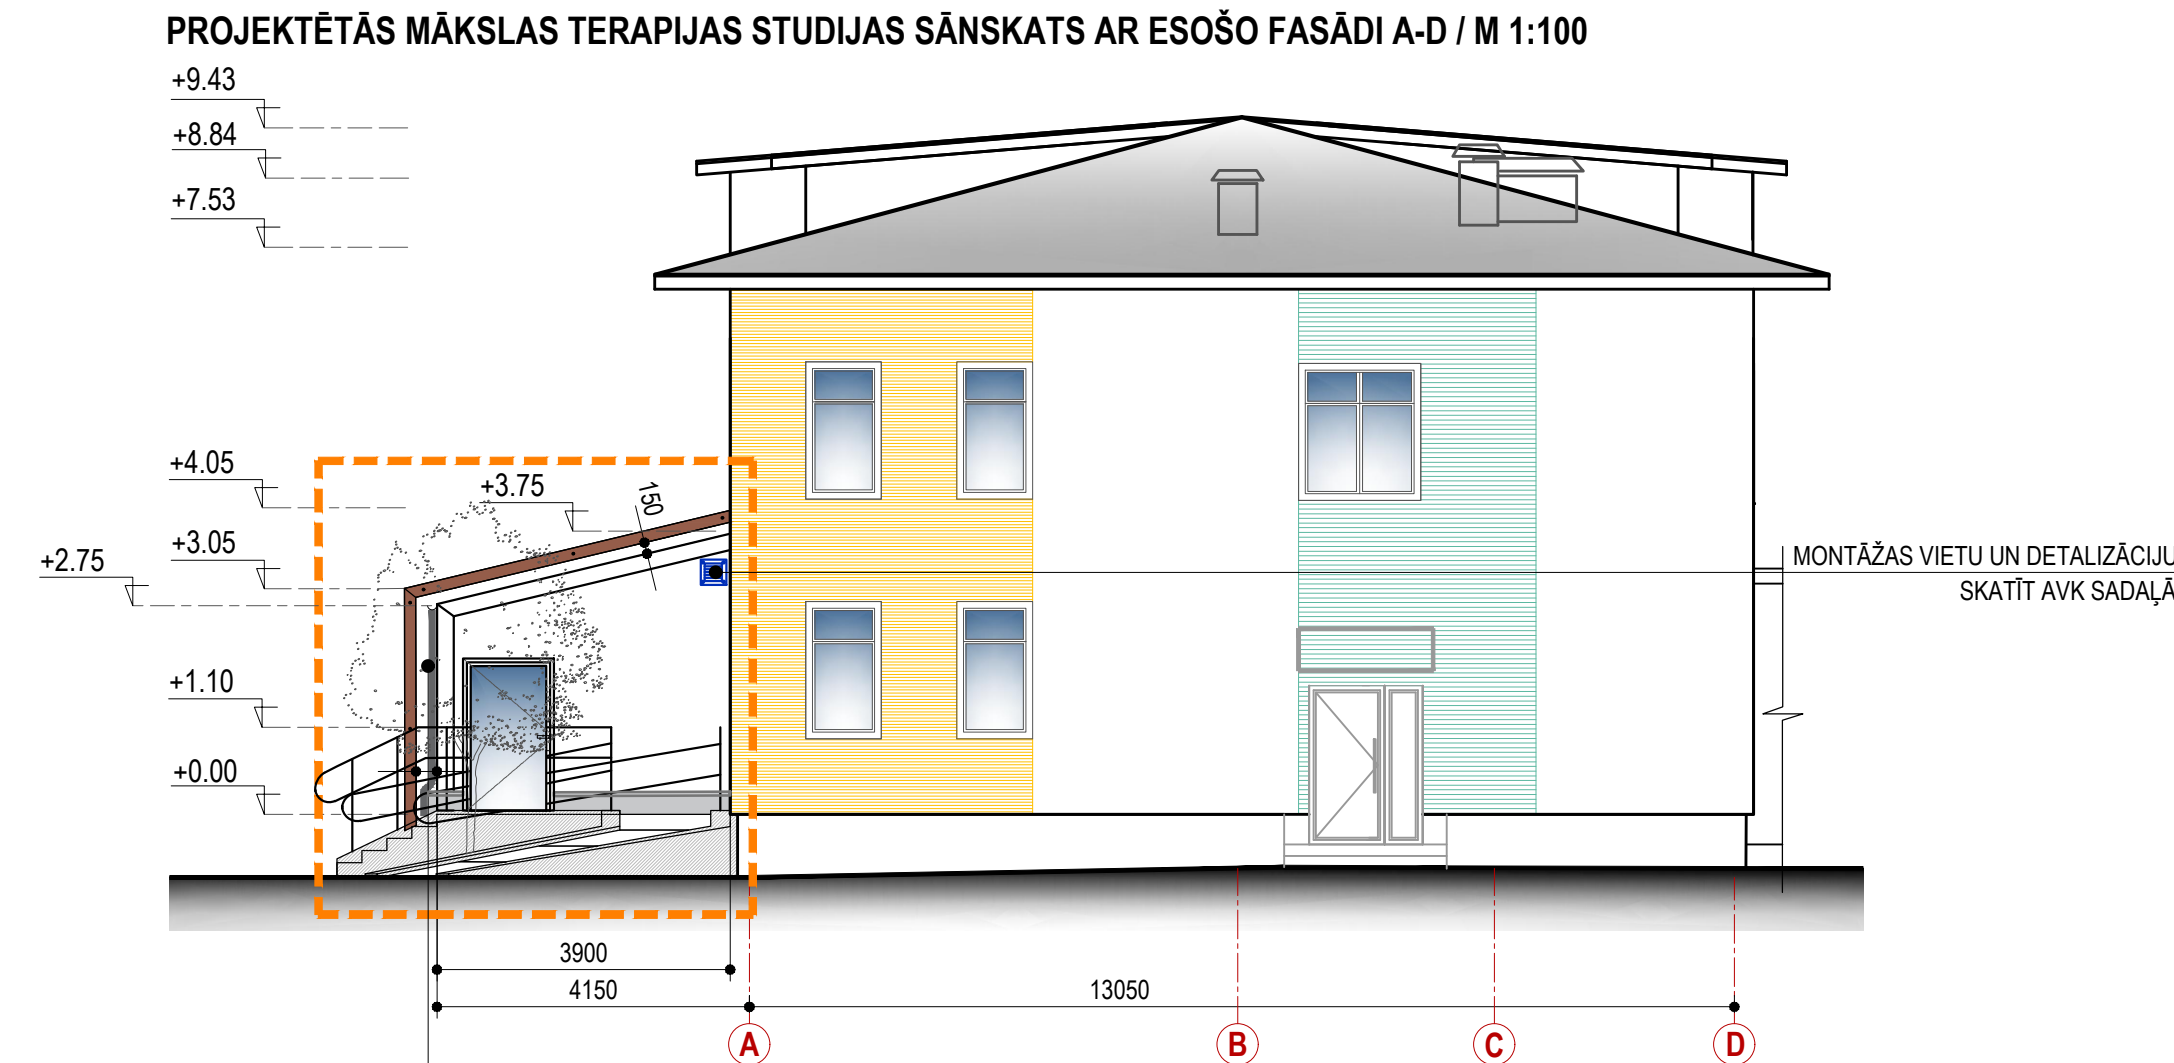 PROJEKTĒTĀS MĀKSLAS TERAPIJAS STUDIJAS SĀNSKATS AR ESOŠO FASĀDI A-D / M 1:100
+9.43
+8.84
+7.53
+4.05
+3.75
150
+3.05
+2.75
MONTĀŽAS VIETU UN DETALIZĀCIJU
SKATĪT AVK SADAĻĀ
+1.10
+0.00
3900
4150
13050
A
B
C
D